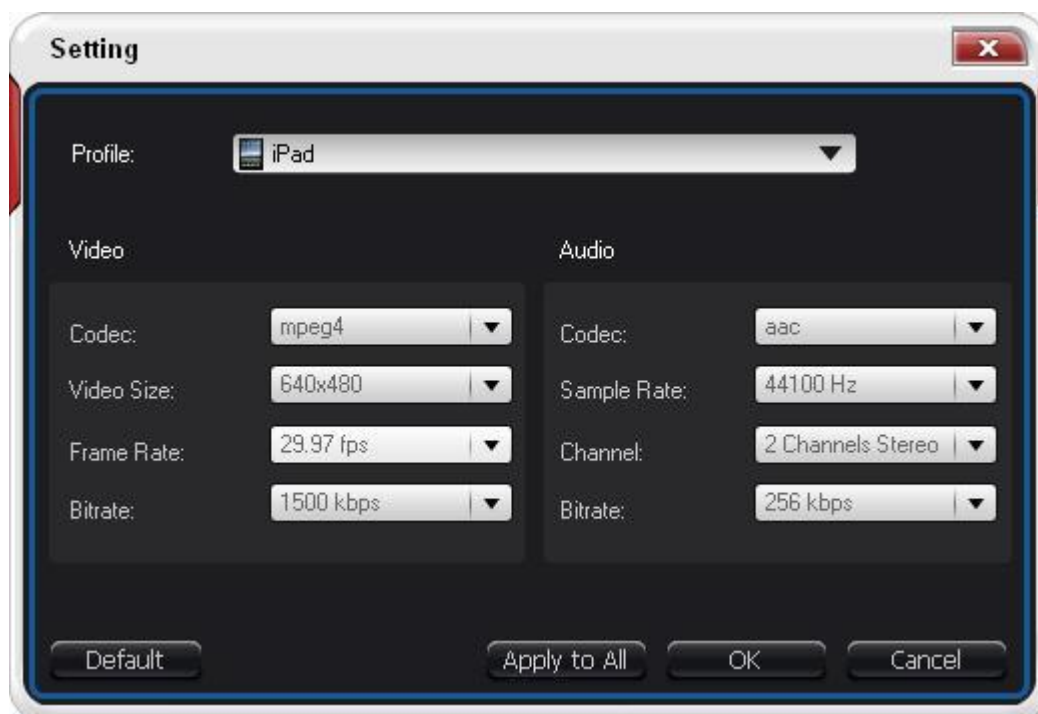 Setting
Profile: iPad
Video
Codec: mpeg4
Video Size: 640x480
Frame Rate: 29.97 fps
Bitrate: 1500 kbps
Audio
Codec: aac
Sample Rate: 44100 Hz
Channel: 2 Channels Stereo
Bitrate: 256 kbps
Default Apply to All OK Cancel